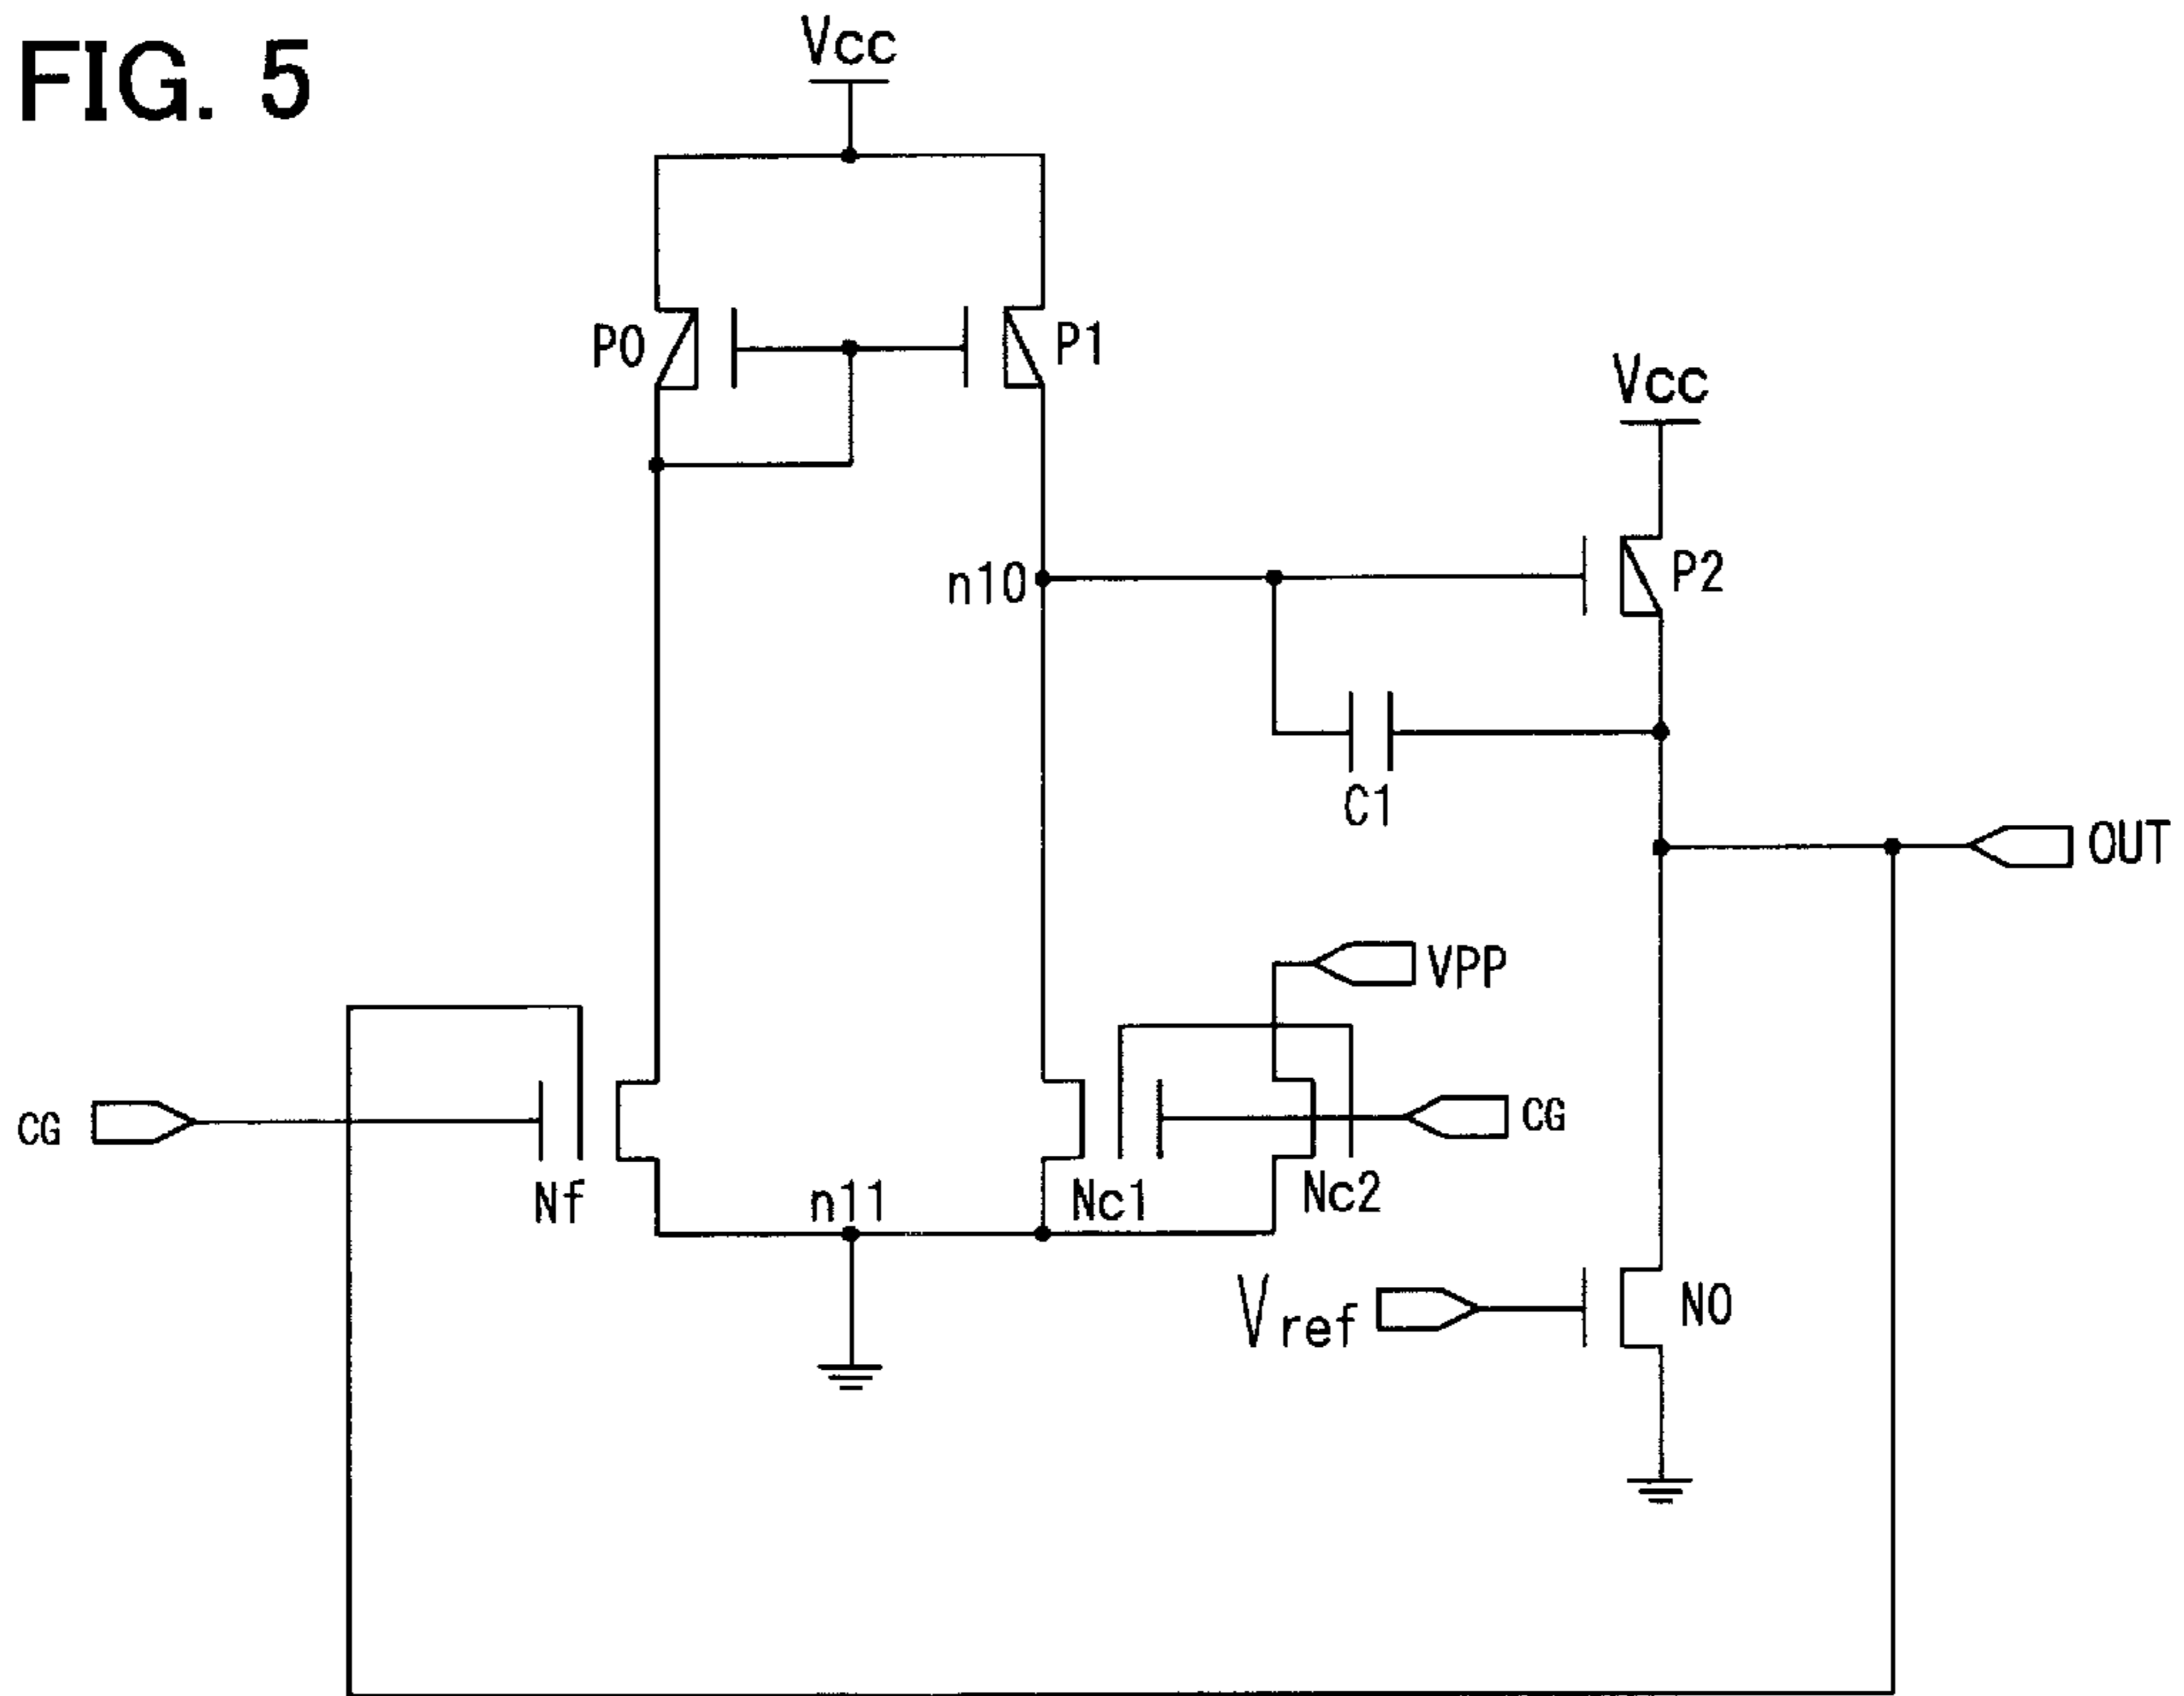 FIG. 5
Vcc
P0
P1
Vcc
n10
P2
C1
OUT
VPP
CG
CG
Nf
n11
Nc1
Nc2
Vref
N0